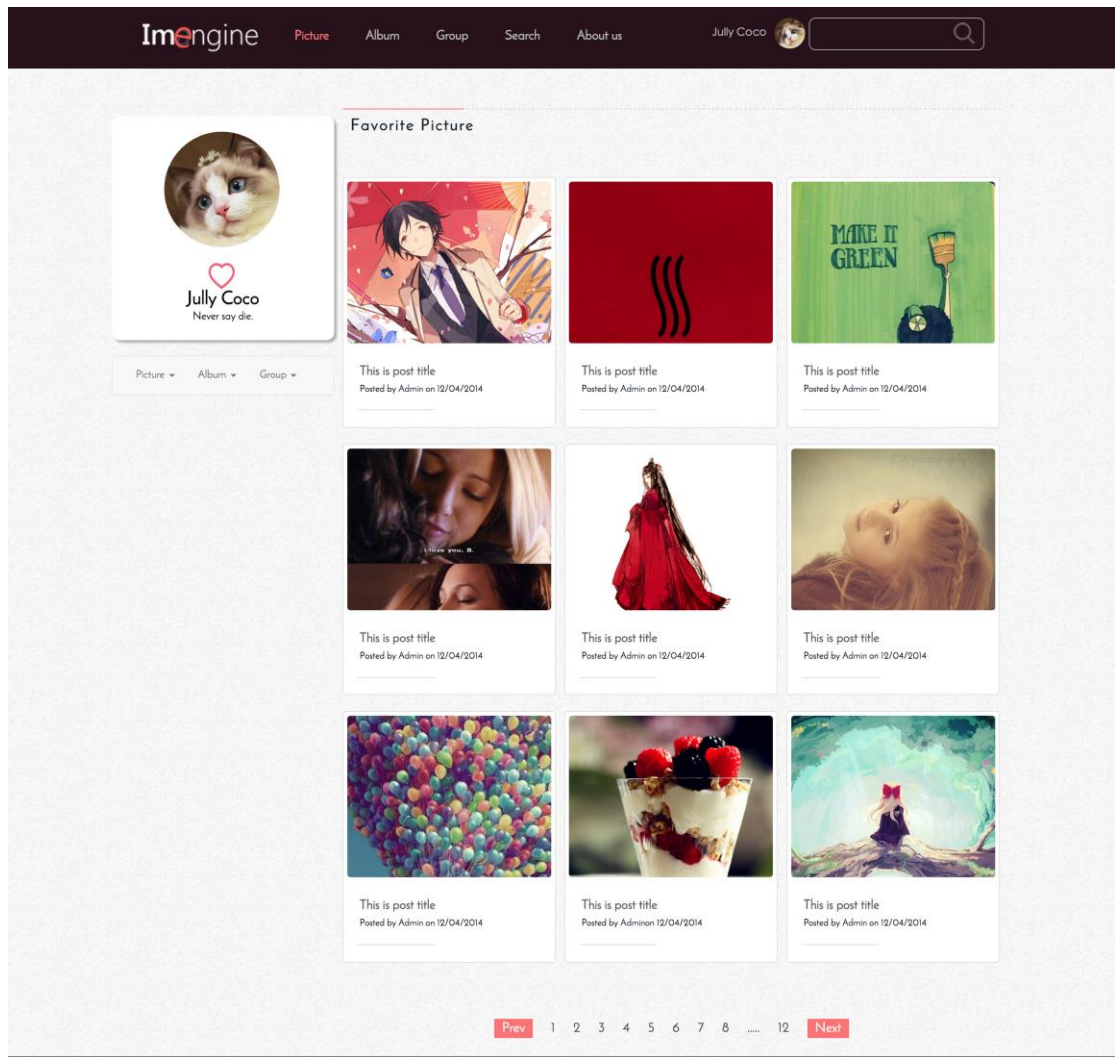 Imengine
Picture Album Group Search About us
Jully Coco
Favorite Picture
Jully Coco
Never say die.
Picture Album Group
MAKE IT
GREEN
This is post title
Posted by Admin on 12/04/2014
This is post title
Posted by Admin on 12/04/2014
This is post title
Posted by Admin on 12/04/2014
I love you, B.
This is post title
Posted by Admin on 12/04/2014
This is post title
Posted by Admin on 12/04/2014
This is post title
Posted by Admin on 12/04/2014
This is post title
Posted by Admin on 12/04/2014
This is post title
Posted by Adminon 12/04/2014
This is post title
Posted by Admin on 12/04/2014
Prev 1 2 3 4 5 6 7 8 ..... 12 Next